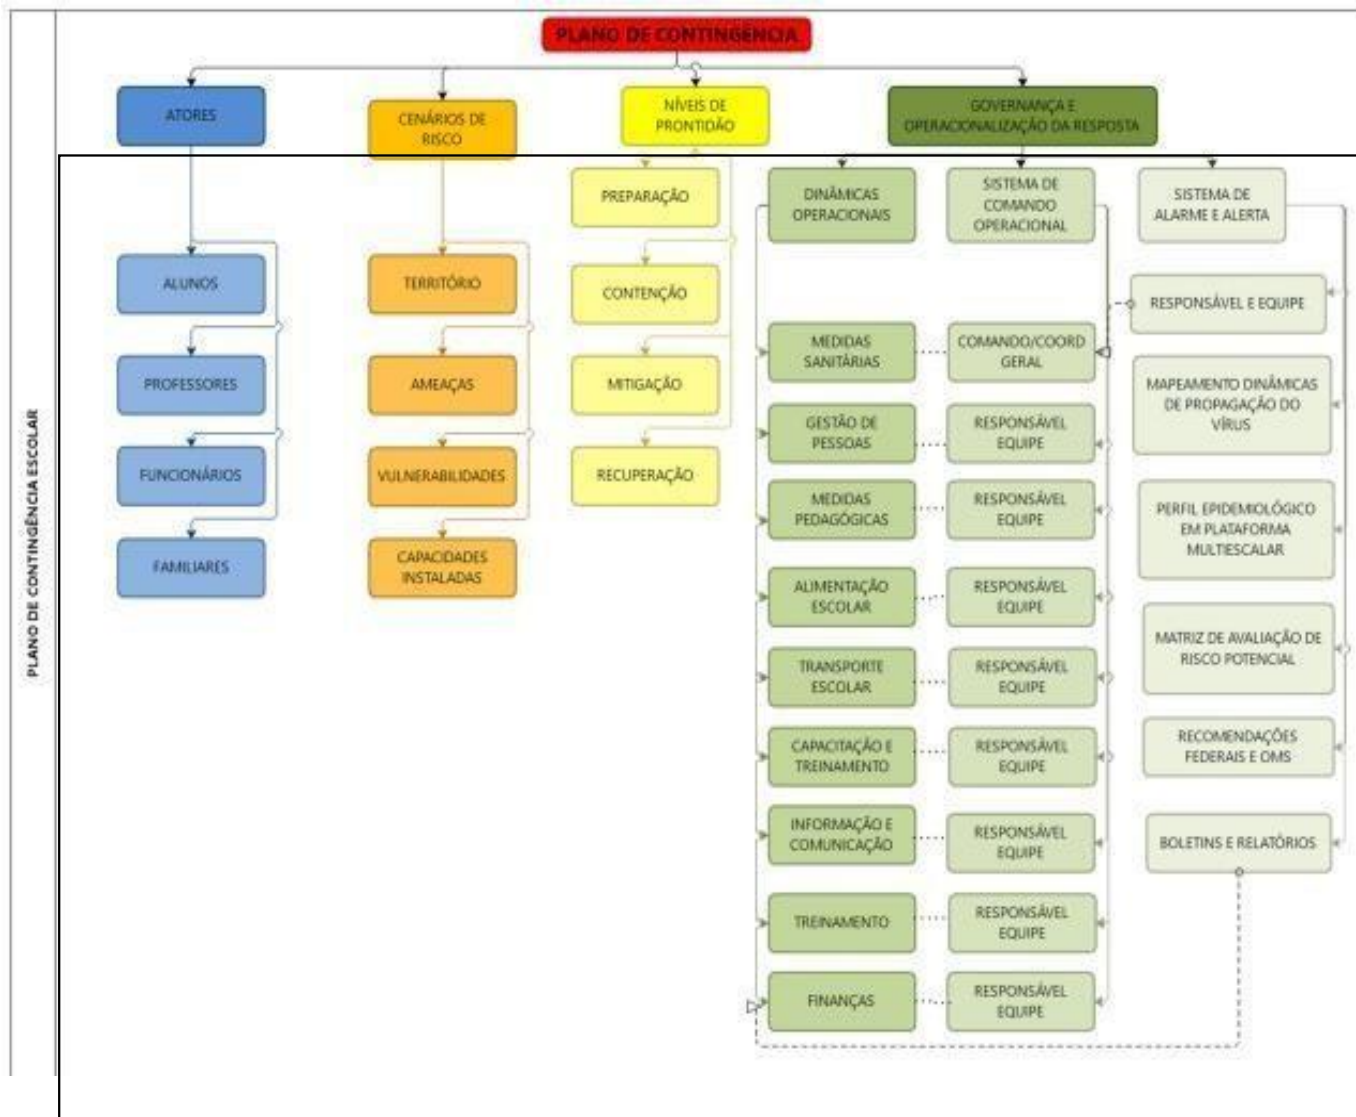 PLANO DE CONTINGÊNCIA ESCOLAR
PLANO DE CONTINGÊNCIA
ATORES
ALUNOS
PROFESSORES
FUNCIONÁRIOS
FAMILIARES
CENÁRIOS DE
RISCO
TERRITÓRIO
AMEAÇAS
VULNERABILIDADES
CAPACIDADES
INSTALADAS
NÍVEIS DE
PRONTIDÃO
PREPARAÇÃO
CONTENÇÃO
MITIGAÇÃO
RECUPERAÇÃO
GOVERNANÇA E
OPERACIONALIZAÇÃO DA RESPOSTA
DINÂMICAS
OPERACIONAIS
MEDIDAS
SANITÁRIAS
GESTÃO DE
PESSOAS
MEDIDAS
PEDAGÓGICAS
ALIMENTAÇÃO
ESCOLAR
TRANSPORTE
ESCOLAR
CAPACITAÇÃO E
TREINAMENTO
INFORMAÇÃO E
COMUNICAÇÃO
TREINAMENTO
FINANÇAS
SISTEMA DE
COMANDO
OPERACIONAL
COMANDO/COORD
GERAL
RESPONSÁVEL
EQUIPE
RESPONSÁVEL
EQUIPE
RESPONSÁVEL
EQUIPE
RESPONSÁVEL
EQUIPE
RESPONSÁVEL
EQUIPE
RESPONSÁVEL
EQUIPE
RESPONSÁVEL
EQUIPE
RESPONSÁVEL
EQUIPE
SISTEMA DE
ALARME E ALERTA
RESPONSÁVEL E EQUIPE
MAPEAMENTO DINÂMICAS
DE PROPAGAÇÃO DO
VÍRUS
PERFIL EPIDEMIOLÓGICO
EM PLATAFORMA
MULTIESCALAR
MATRIZ DE AVALIAÇÃO DE
RISCO POTENCIAL
RECOMENDAÇÕES
FEDERAIS E OMS
BOLETINS E RELATÓRIOS